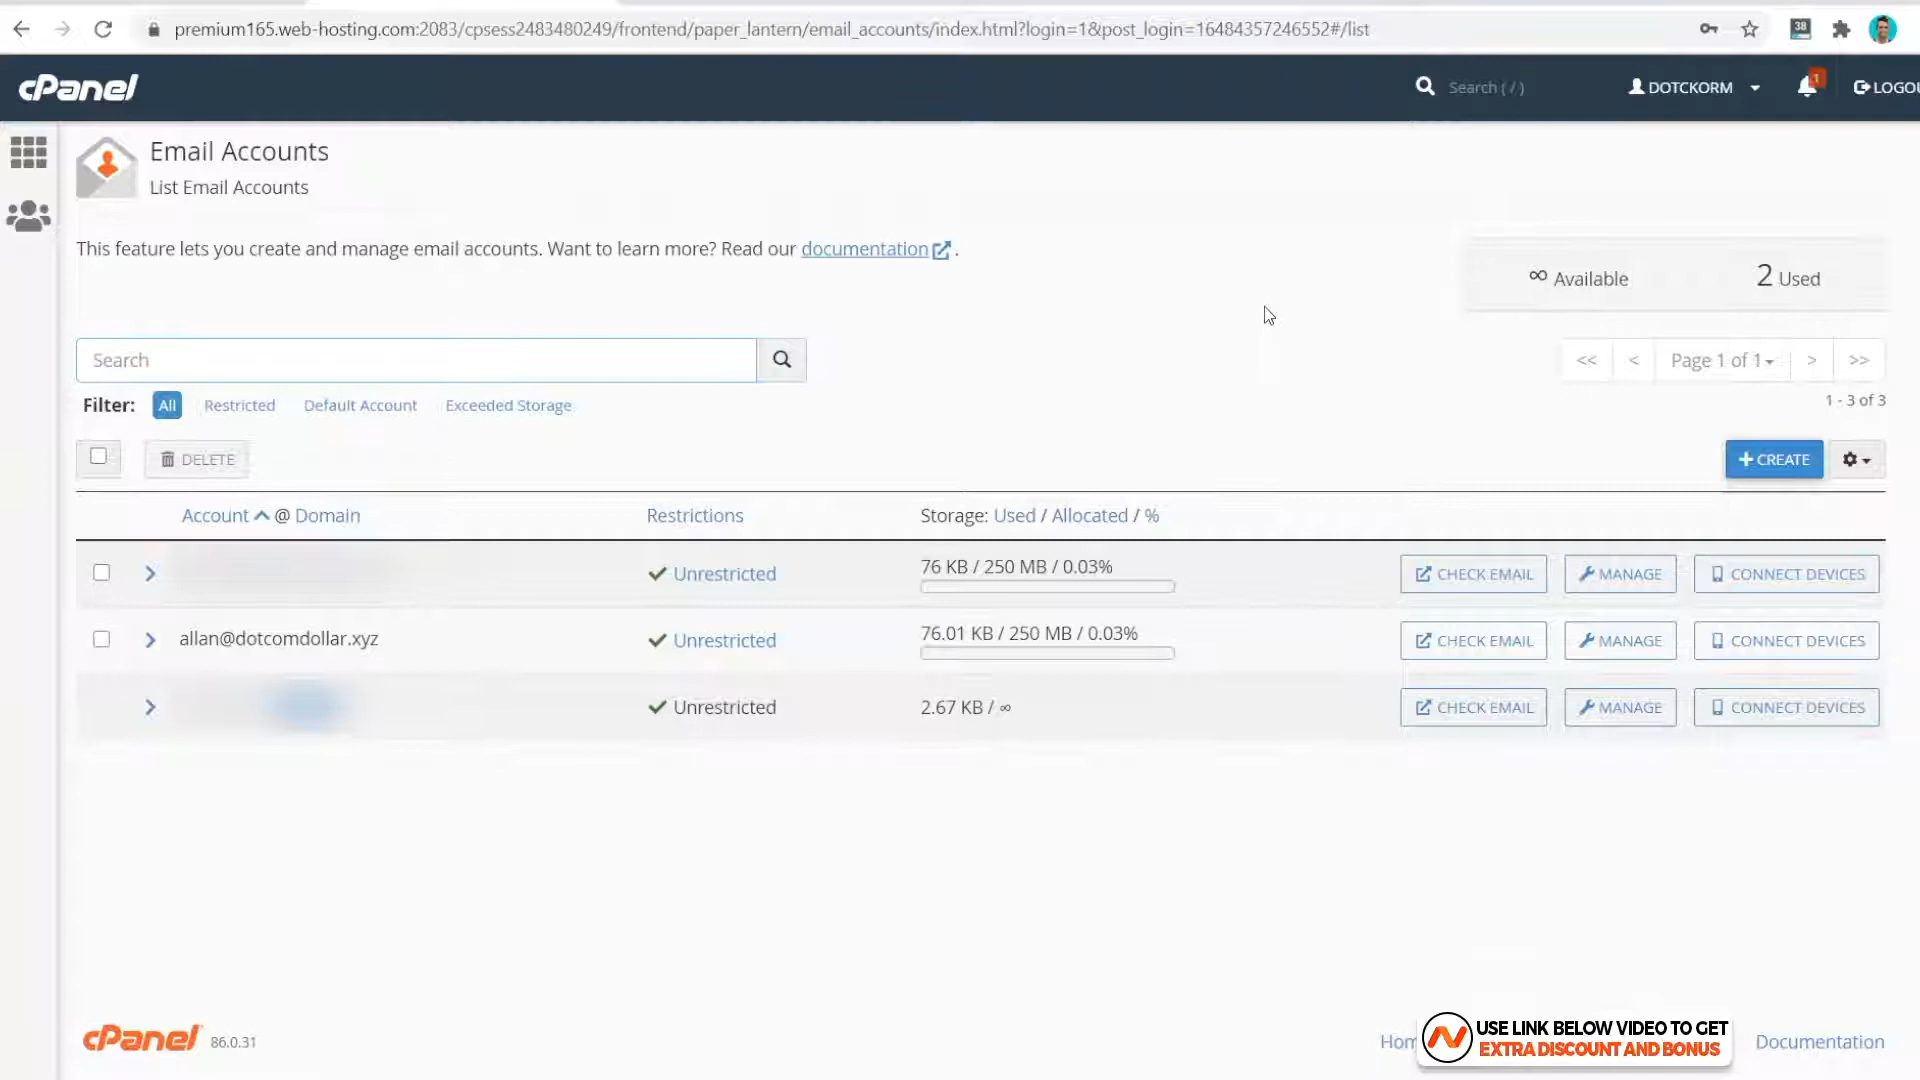 premium165.web-hosting.com:2083/cpsess2483480249/frontend/paper_lantern/email_accounts/index.html?login=1&post_login=16484357246552#/list
38
cPanel
Search ( / )
DOTCKORM
1
LOGOU
Email Accounts
List Email Accounts
This feature lets you create and manage email accounts. Want to learn more? Read our documentation .
∞ Available
2 Used
Search
<< < Page 1 of 1 > >>
Filter: All Restricted Default Account Exceeded Storage
1 - 3 of 3
DELETE
+ CREATE
Account @ Domain
Restrictions
Storage: Used / Allocated / %
Unrestricted
76 KB / 250 MB / 0.03%
CHECK EMAIL
MANAGE
CONNECT DEVICES
allan@dotcomdollar.xyz
Unrestricted
76.01 KB / 250 MB / 0.03%
CHECK EMAIL
MANAGE
CONNECT DEVICES
Unrestricted
2.67 KB / ∞
CHECK EMAIL
MANAGE
CONNECT DEVICES
cPanel 86.0.31
Hom
USE LINK BELOW VIDEO TO GET
EXTRA DISCOUNT AND BONUS
Documentation